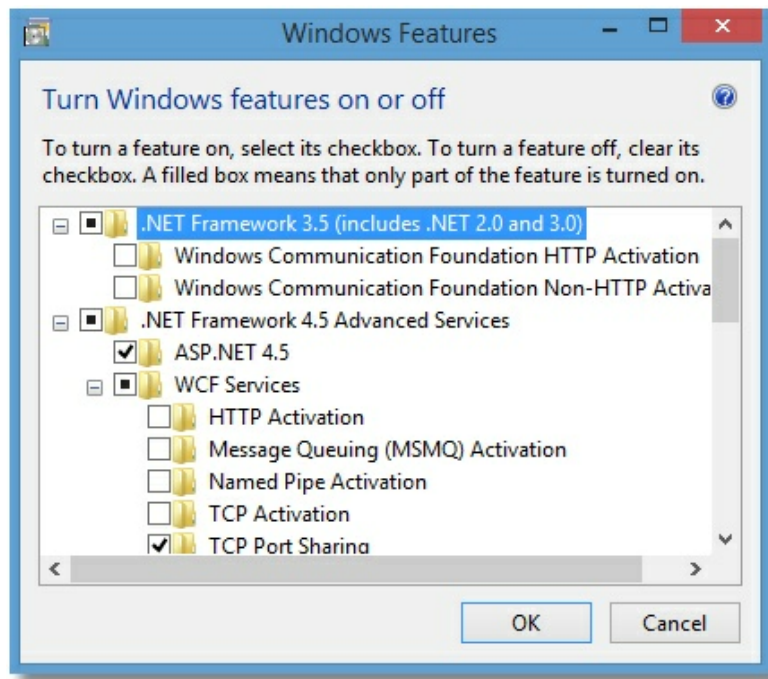 Windows Features
Turn Windows features on or off
To turn a feature on, select its checkbox. To turn a feature off, clear its
checkbox. A filled box means that only part of the feature is turned on.
.NET Framework 3.5 (includes .NET 2.0 and 3.0)
Windows Communication Foundation HTTP Activation
Windows Communication Foundation Non-HTTP Activa
.NET Framework 4.5 Advanced Services
ASP.NET 4.5
WCF Services
HTTP Activation
Message Queuing (MSMQ) Activation
Named Pipe Activation
TCP Activation
TCP Port Sharing
OK Cancel